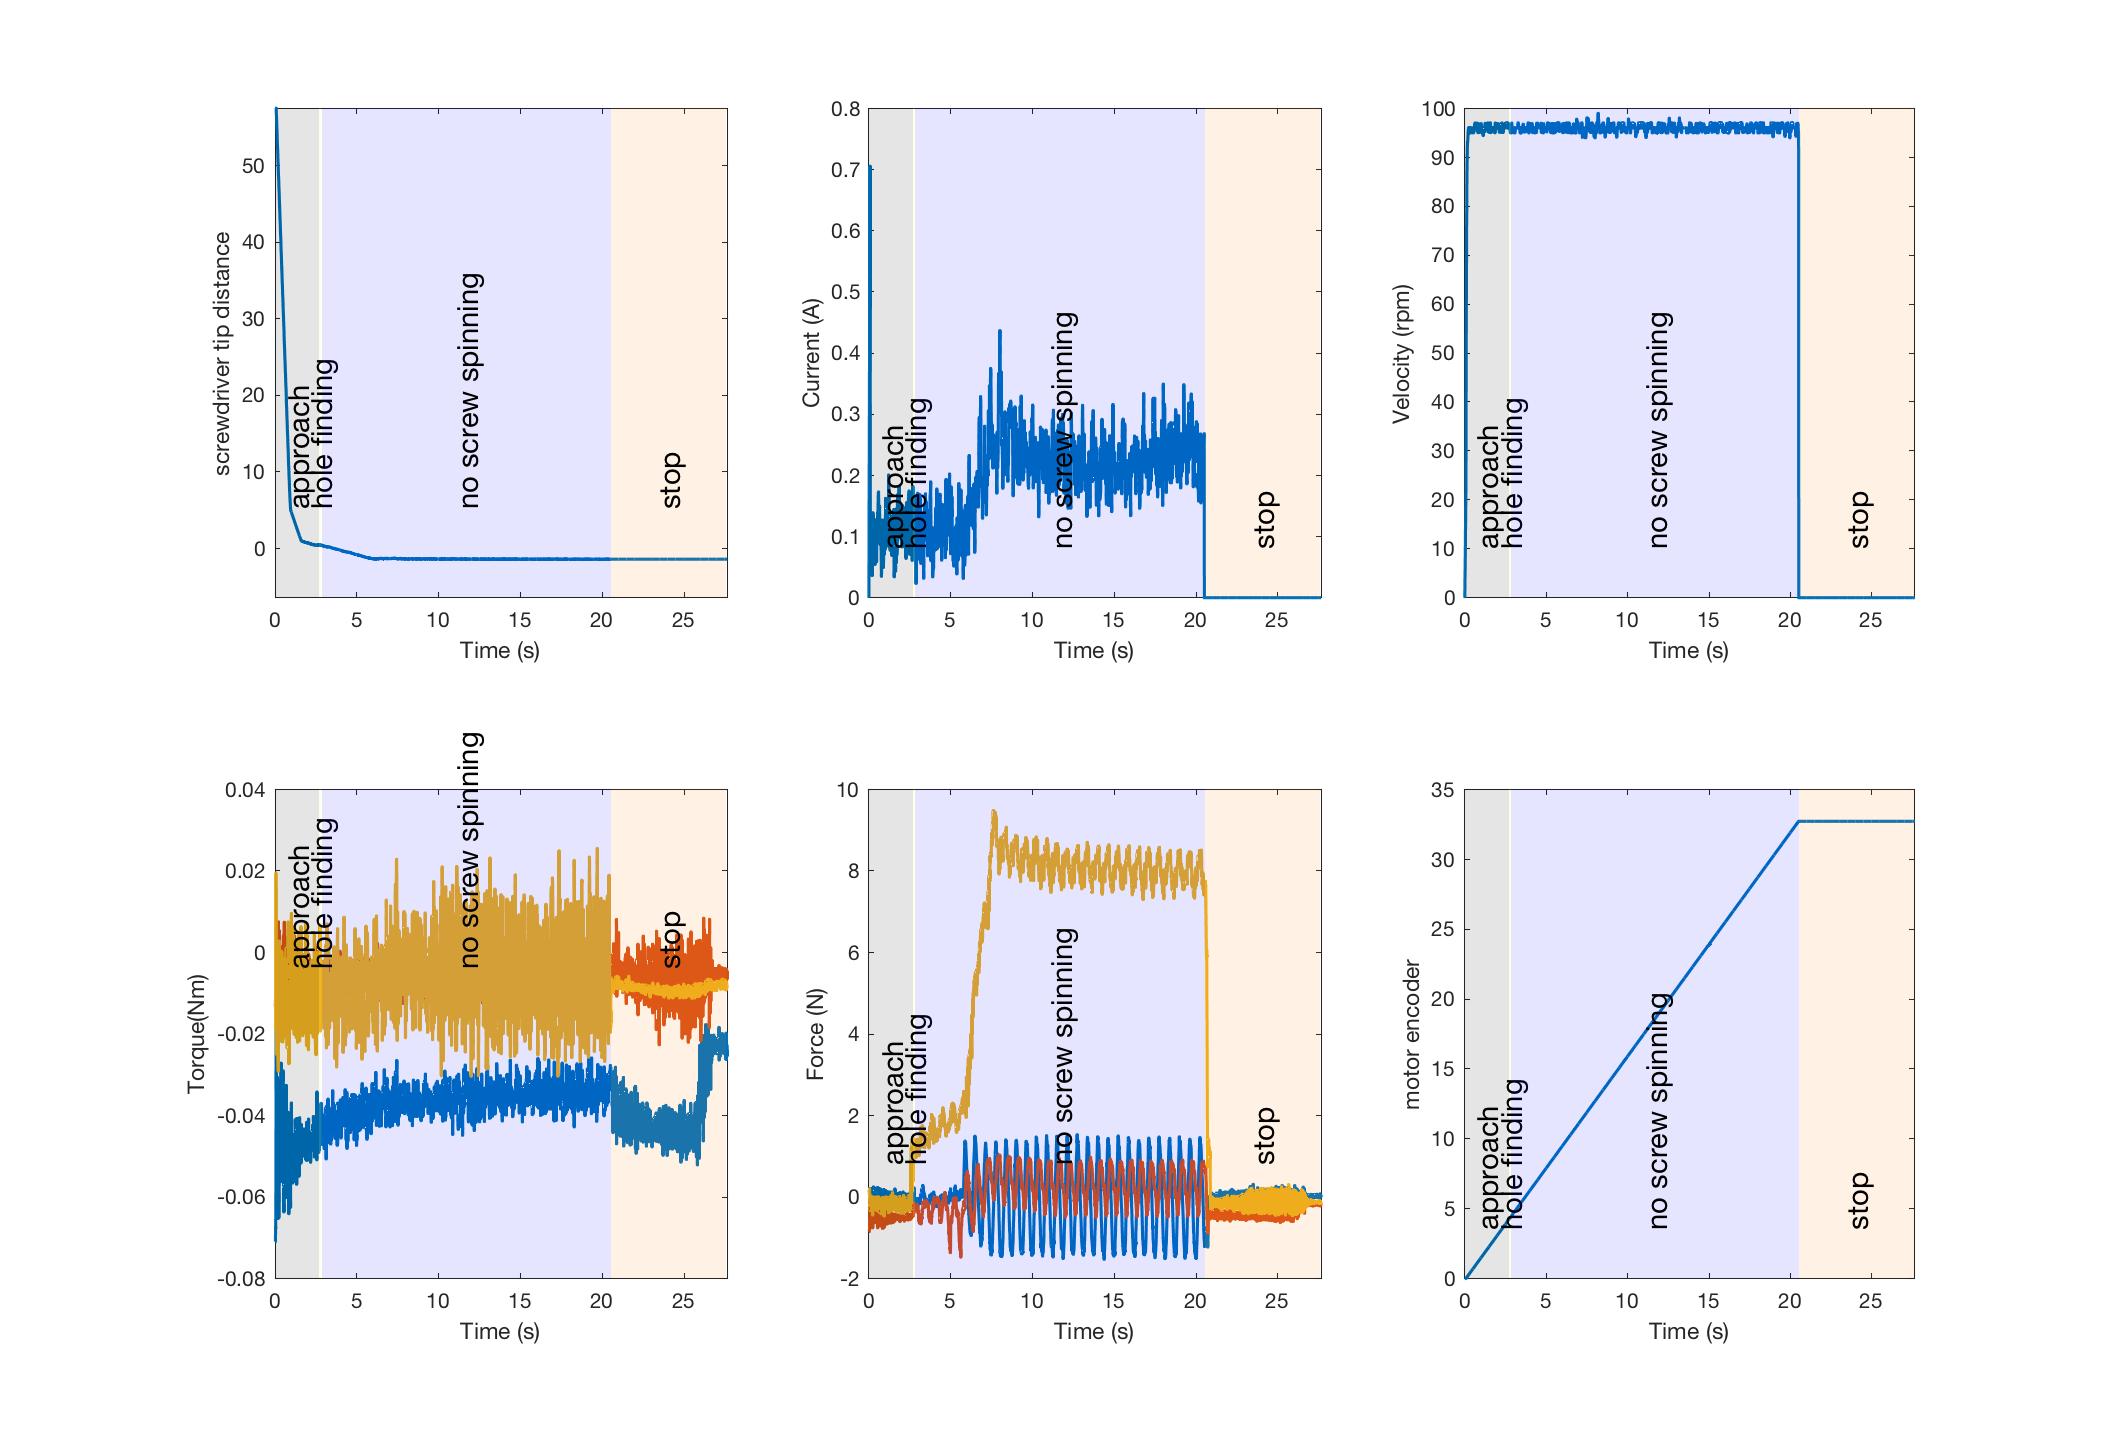 screwdriver tip distance
50
40
30
20
10
0
approach
hole finding
no screw spinning
stop
0 5 10 15 20 25
Time (s)
Current (A)
0.8
0.7
0.6
0.5
0.4
0.3
0.2
0.1
0
approach
hole finding
no screw spinning
stop
0 5 10 15 20 25
Time (s)
Velocity (rpm)
100
90
80
70
60
50
40
30
20
10
0
approach
hole finding
no screw spinning
stop
0 5 10 15 20 25
Time (s)
Torque(Nm)
0.04
0.02
0
-0.02
-0.04
-0.06
-0.08
approach
hole finding
no screw spinning
stop
0 5 10 15 20 25
Time (s)
Force (N)
10
8
6
4
2
0
-2
approach
hole finding
no screw spinning
stop
0 5 10 15 20 25
Time (s)
motor encoder
35
30
25
20
15
10
5
0
approach
hole finding
no screw spinning
stop
0 5 10 15 20 25
Time (s)